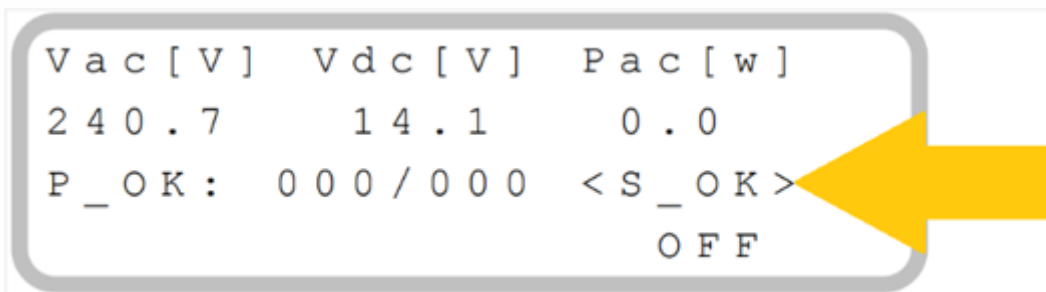 Vac[V] Vdc[V] Pac[w]
240.7 14.1 0.0
P_OK: 000/000 <S_OK>
OFF